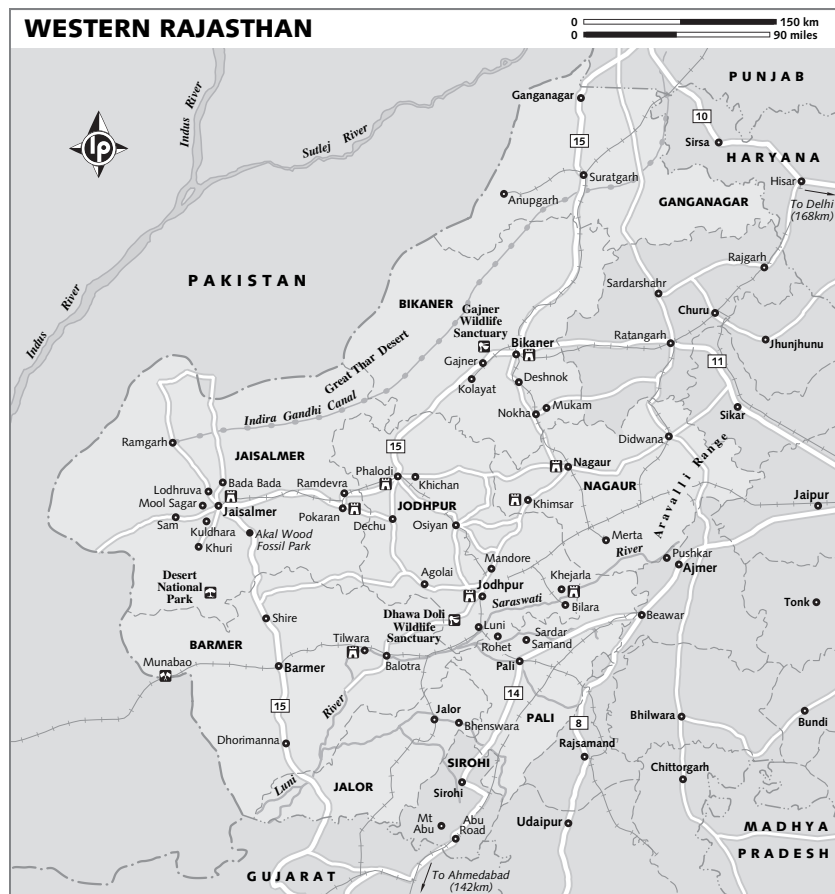 WESTERN RAJASTHAN
0 150 km
0 90 miles
PUNJAB
Indus
River
Sutlej River
lp
Ganganagar
10
15
Sirsa
HARYANA
Suratgarh
Hisar
Anupgarh
GANGANAGAR
To Delhi
(168km)
Rajgarh
PAKISTAN
Sardarshahr
BIKANER
Gajner
Wildlife
Sanctuary
Churu
Indus River
Great Thar Desert
Bikaner
Ratangarh
Jhunjhunu
Gajner
11
Kolayat
Deshnok
Indira Gandhi Canal
Nokha
Mukam
Sikar
Ramgarh
15
Didwana
JAISALMER
Aravalli Range
Phalodi
Khichan
Nagaur
NAGAUR
Bada Bada
Ramdevra
Lodhruva
Mool Sagar
Jaisalmer
Pokaran
JODHPUR
Khimsar
Jaipur
Sam
Kuldhara
Dechu
Osiyan
Khuri
Akal Wood
Fossil Park
Merta
River
Mandore
Pushkar
Ajmer
Desert
National
Park
Agolai
Jodhpur
Khejarla
Saraswati
Bilara
Tonk
Shire
Dhawa Doli
Wildlife
Sanctuary
Beawar
BARMER
Luni
Tilwara
Rohet
Sardar
Samand
Munabao
Barmer
Balotra
Pali
14
15
River
Jalor
PALI
8
Bhilwara
Bundi
Bhenswara
Dhorimanna
Rajsamand
SIROHI
Luni
JALOR
Sirohi
Chittorgarh
Mt
Abu
Abu
Road
Udaipur
MADHYA
PRADESH
GUJARAT
To Ahmedabad
(142km)